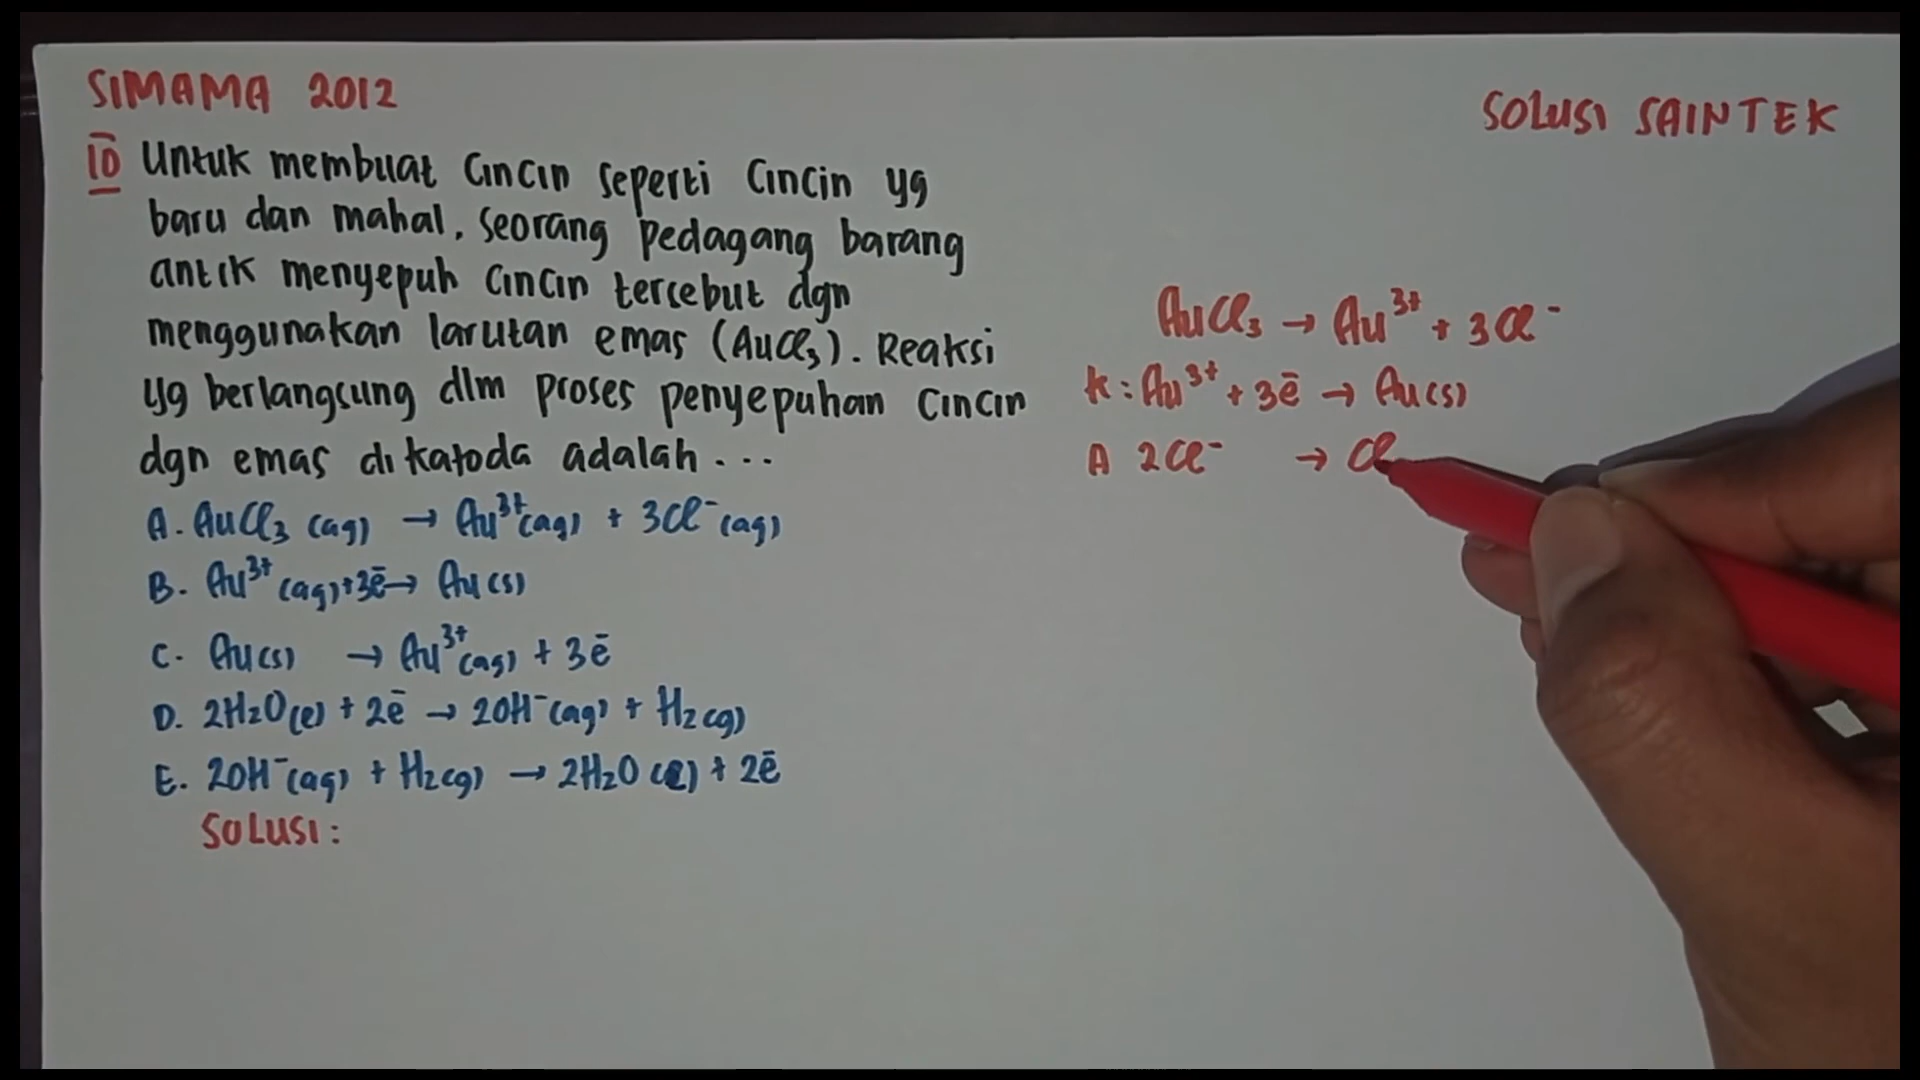 SIMAMA 2012
SOLUSI SAINTEK
10 Untuk membuat cincin seperti cincin yg
baru dan mahal, seorang pedagang barang
antik menyepuh cincin tersebut dgn
menggunakan larutan emas (AuCl₃). Reaksi
yg berlangsung dlm proses penyepuhan cincin
dgn emas di katoda adalah ...
A. AuCl₃ (aq) → Au³⁺(aq) + 3Cl⁻(aq)
B. Au³⁺(aq)+3ē → Au(s)
C. Au(s) → Au³⁺(aq) + 3ē
D. 2H₂O(l) + 2ē → 2OH⁻(aq) + H₂(g)
E. 2OH⁻(aq) + H₂(g) → 2H₂O(l) + 2ē
SOLUSI:
AuCl₃ → Au³⁺ + 3Cl⁻
K: Au³⁺ + 3ē → Au(s)
A 2Cl⁻ → Cl